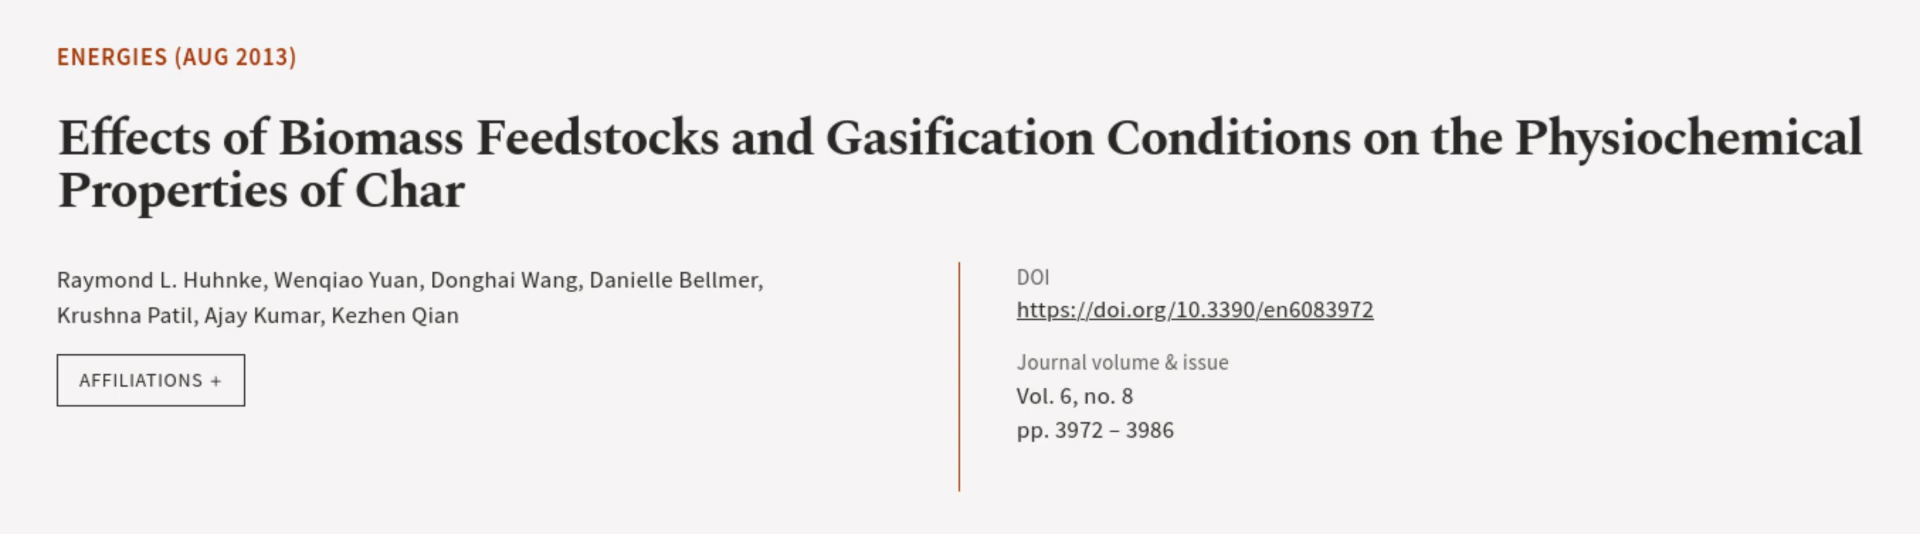 ENERGIES (AUG 2013)
Effects of Biomass Feedstocks and Gasification Conditions on the Physiochemical
Properties of Char
Raymond L. Huhnke, Wenqiao Yuan, Donghai Wang, Danielle Bellmer,
Krushna Patil, Ajay Kumar, Kezhen Qian
AFFILIATIONS +
DOI
https://doi.org/10.3390/en6083972
Journal volume & issue
Vol. 6, no. 8
pp. 3972 – 3986